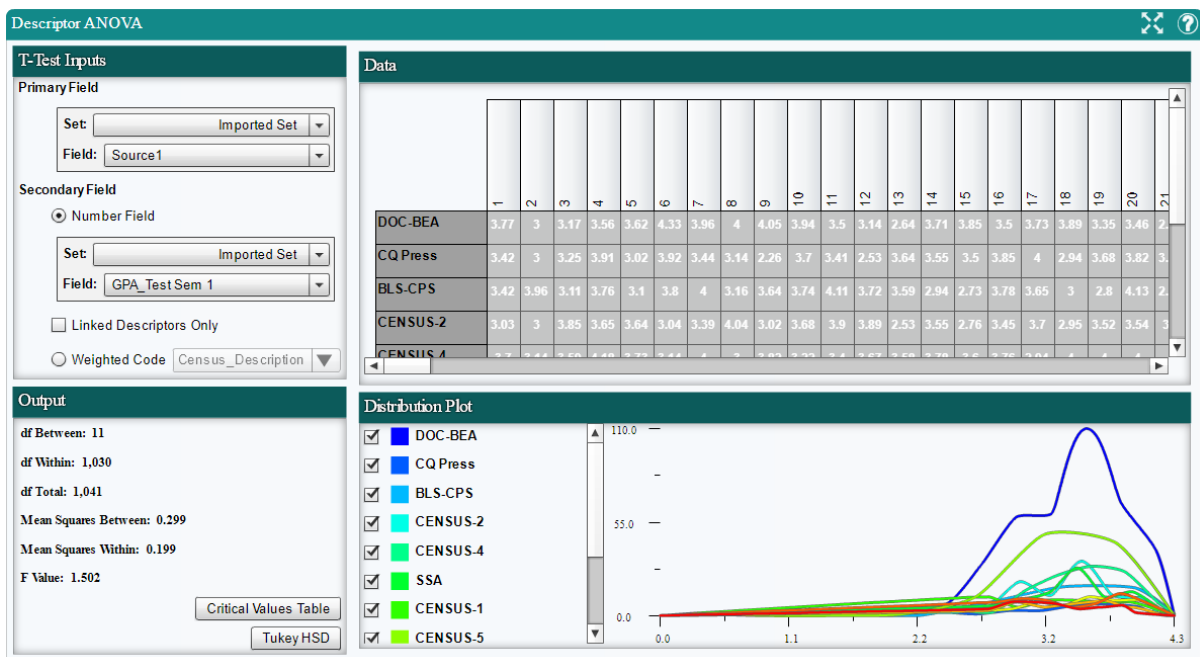 Descriptor ANOVA
T-Test Inputs
Primary Field
Set: Imported Set
Field: Source1
Secondary Field
Number Field
Set: Imported Set
Field: GPA_Test Sem 1
Linked Descriptors Only
Weighted Code Census_Description
Data
1 2 3 4 5 6 7 8 9 10 11 12 13 14 15 16 17 18 19 20 21
DOC-BEA 3.77 3 3.17 3.56 3.62 4.33 3.96 4 4.05 3.94 3.5 3.14 2.64 3.71 3.85 3.5 3.73 3.89 3.35 3.46 2.
CQ Press 3.42 3 3.25 3.91 3.02 3.92 3.44 3.14 2.26 3.7 3.41 2.53 3.64 3.55 3.5 3.85 4 2.94 3.68 3.82 3.
BLS-CPS 3.42 3.96 3.11 3.76 3.1 3.8 4 3.16 3.64 3.74 4.11 3.72 3.59 2.94 2.73 3.78 3.65 3 2.8 4.13 2.
CENSUS-2 3.03 3 3.85 3.65 3.64 3.04 3.39 4.04 3.02 3.68 3.9 3.89 2.53 3.55 2.76 3.45 3.7 2.95 3.52 3.54 3
CENSUS-4
Output
df Between: 11
df Within: 1,030
df Total: 1,041
Mean Squares Between: 0.299
Mean Squares Within: 0.199
F Value: 1.502
Critical Values Table
Tukey HSD
Distribution Plot
DOC-BEA
CQ Press
BLS-CPS
CENSUS-2
CENSUS-4
SSA
CENSUS-1
CENSUS-5
110.0
55.0
0.0
0.0 1.1 2.2 3.2 4.3